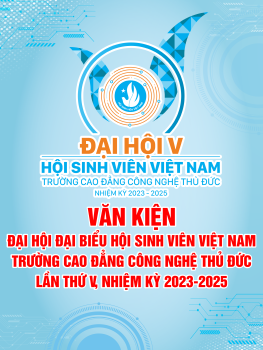 ĐẠI HỘI V
HỘI SINH VIÊN VIỆT NAM
TRƯỜNG CAO ĐẲNG CÔNG NGHỆ THỦ ĐỨC
NHIỆM KỲ 2023 - 2025
VĂN KIỆN
ĐẠI HỘI ĐẠI BIỂU HỘI SINH VIÊN VIỆT NAM
TRƯỜNG CAO ĐẲNG CÔNG NGHỆ THỦ ĐỨC
LẦN THỨ V, NHIỆM KỲ 2023-2025